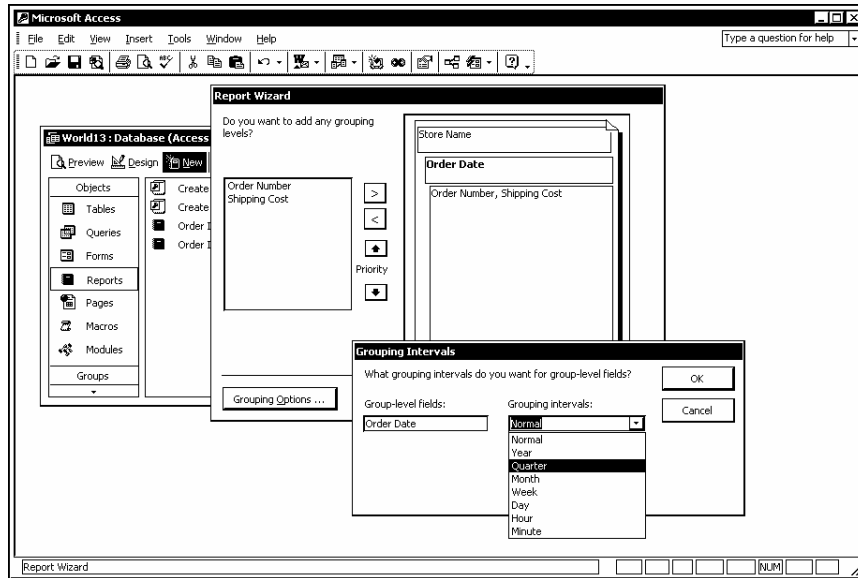 Microsoft Access
File Edit View Insert Tools Window Help
Type a question for help
Report Wizard
Do you want to add any grouping
levels?
Order Number
Shipping Cost
>
<
Priority
Store Name
Order Date
Order Number, Shipping Cost
Grouping Options ...
World13 : Database (Access
Preview Design New
Objects
Tables
Queries
Forms
Reports
Pages
Macros
Modules
Groups
Create
Create
Order I
Order I
Grouping Intervals
What grouping intervals do you want for group-level fields?
OK
Cancel
Group-level fields:
Order Date
Grouping intervals:
Normal
Normal
Year
Quarter
Month
Week
Day
Hour
Minute
Report Wizard
NUM